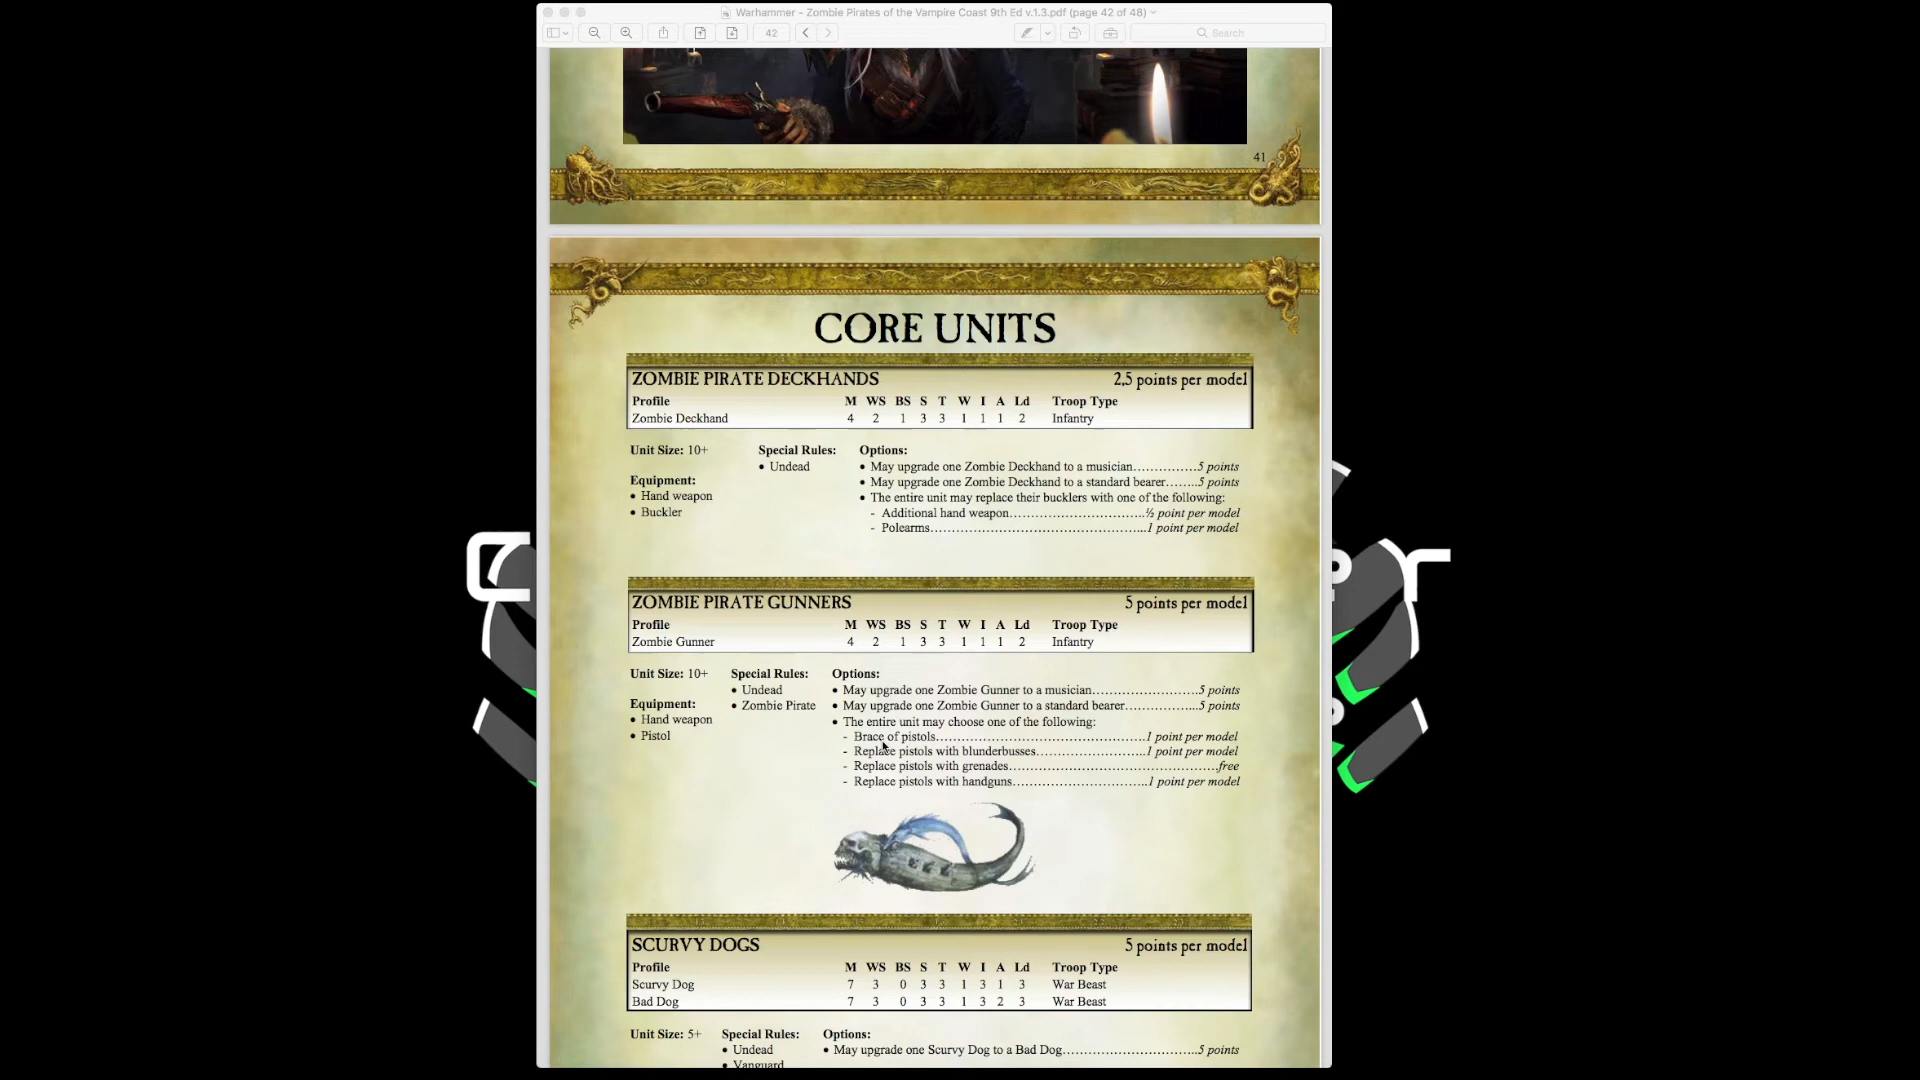 Warhammer - Zombie Pirates of the Vampire Coast 9th Ed v.1.3.pdf (page 42 of 48)
42
Search
41
CORE UNITS
ZOMBIE PIRATE DECKHANDS 2,5 points per model
Profile M WS BS S T W I A Ld Troop Type
Zombie Deckhand 4 2 1 3 3 1 1 1 2 Infantry
Unit Size: 10+ Special Rules: Options:
• Undead • May upgrade one Zombie Deckhand to a musician……………5 points
Equipment: • May upgrade one Zombie Deckhand to a standard bearer……..5 points
• Hand weapon • The entire unit may replace their bucklers with one of the following:
• Buckler - Additional hand weapon……………………………..½ point per model
- Polearms…………………………………………………...1 point per model
ZOMBIE PIRATE GUNNERS 5 points per model
Profile M WS BS S T W I A Ld Troop Type
Zombie Gunner 4 2 1 3 3 1 1 1 2 Infantry
Unit Size: 10+ Special Rules: Options:
• Undead • May upgrade one Zombie Gunner to a musician…………………….5 points
Equipment: • Zombie Pirate • May upgrade one Zombie Gunner to a standard bearer……………...5 points
• Hand weapon • The entire unit may choose one of the following:
• Pistol - Brace of pistols……………………………………………………1 point per model
- Replace pistols with blunderbusses…………………………..1 point per model
- Replace pistols with grenades…………………………………………………free
- Replace pistols with handguns………………………………..1 point per model
SCURVY DOGS 5 points per model
Profile M WS BS S T W I A Ld Troop Type
Scurvy Dog 7 3 0 3 3 1 3 1 3 War Beast
Bad Dog 7 3 0 3 3 1 3 2 3 War Beast
Unit Size: 5+ Special Rules: Options:
• Undead • May upgrade one Scurvy Dog to a Bad Dog…………………………………..5 points
• Vanguard